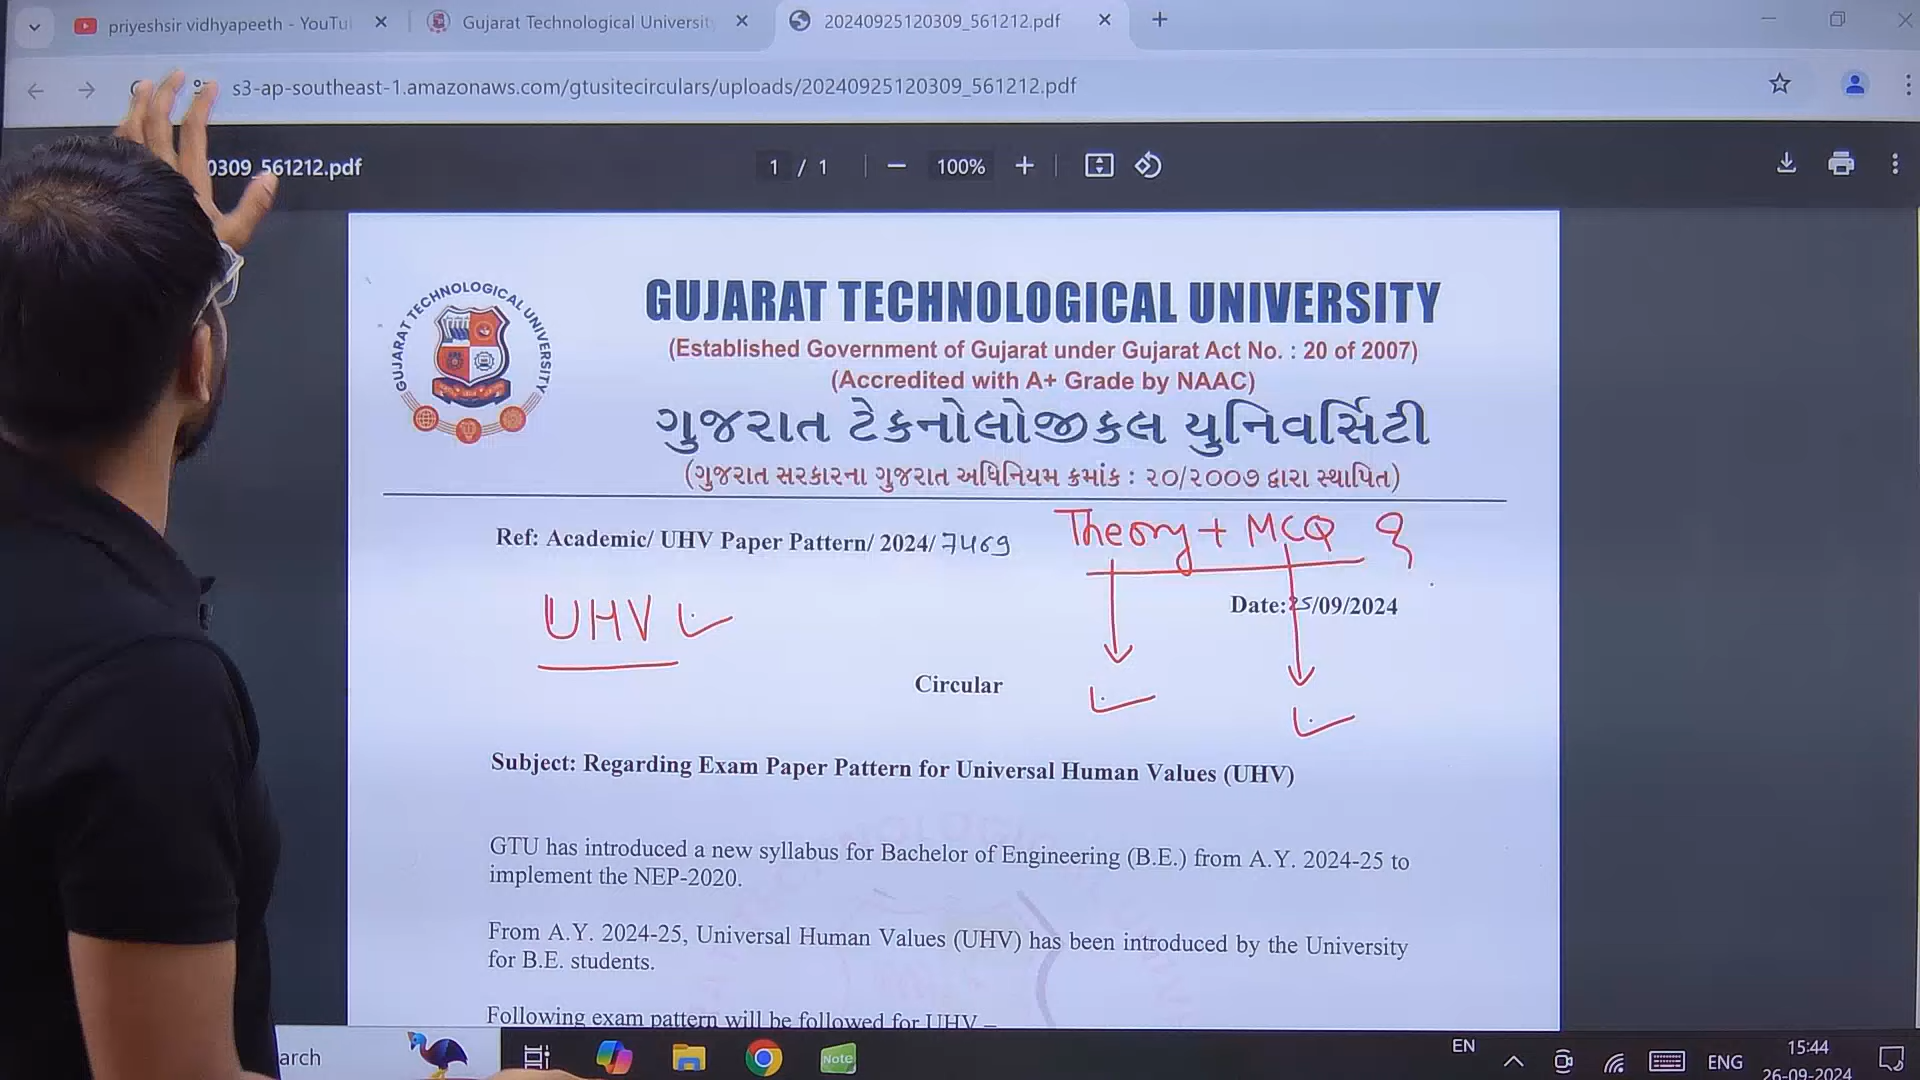 priyeshsir vidhyapeeth - YouTu
Gujarat Technological University
20240925120309_561212.pdf
s3-ap-southeast-1.amazonaws.com/gtusitecirculars/uploads/20240925120309_561212.pdf
0309_561212.pdf
1 / 1
100%
GUJARAT TECHNOLOGICAL UNIVERSITY
GUJARAT TECHNOLOGICAL UNIVERSITY
(Established Government of Gujarat under Gujarat Act No. : 20 of 2007)
(Accredited with A+ Grade by NAAC)
ગુજરાત ટેકનોલોજીકલ યુનિવર્સિટી
(ગુજરાત સરકારના ગુજરાત અધિનિયમ ક્રમાંક : ૨૦/૨૦૦૭ દ્વારા સ્થાપિત)
Theory + MCQ ?
Ref: Academic/ UHV Paper Pattern/ 2024/ 7469
UHV
Date:25/09/2024
Circular
Subject: Regarding Exam Paper Pattern for Universal Human Values (UHV)
GTU has introduced a new syllabus for Bachelor of Engineering (B.E.) from A.Y. 2024-25 to
implement the NEP-2020.
From A.Y. 2024-25, Universal Human Values (UHV) has been introduced by the University
for B.E. students.
Following exam pattern will be followed for UHV –
arch
Note
EN
ENG
15:44
26-09-2024